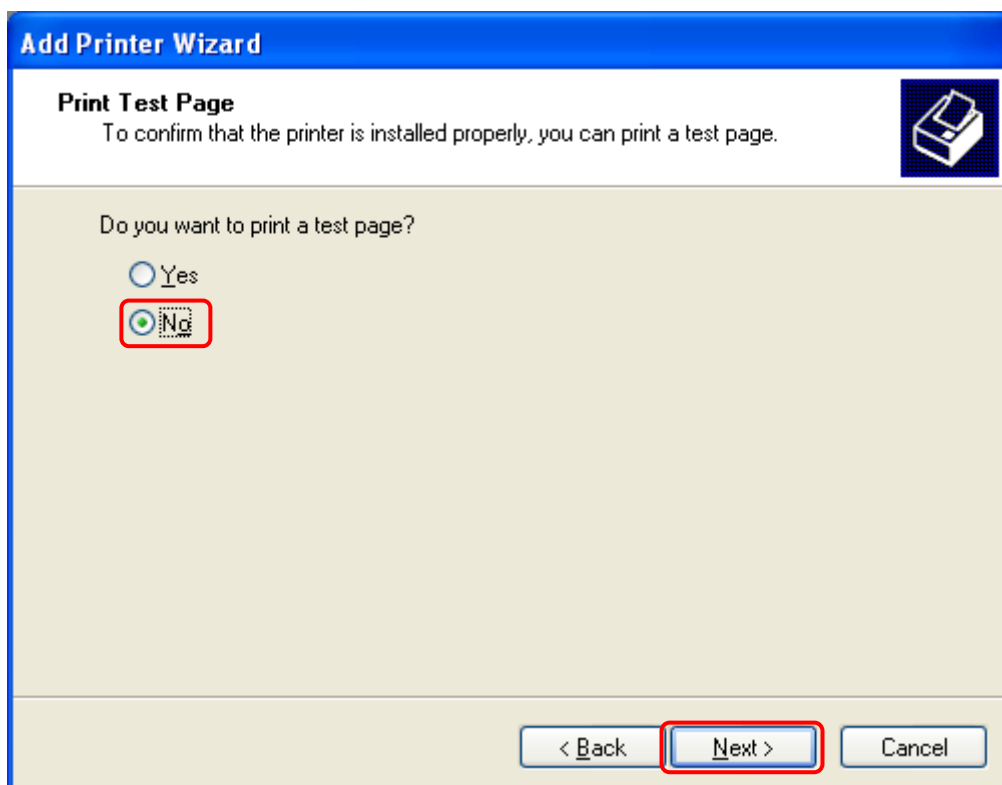 Add Printer Wizard
Print Test Page
To confirm that the printer is installed properly, you can print a test page.
Do you want to print a test page?
Yes
No
< Back Next > Cancel